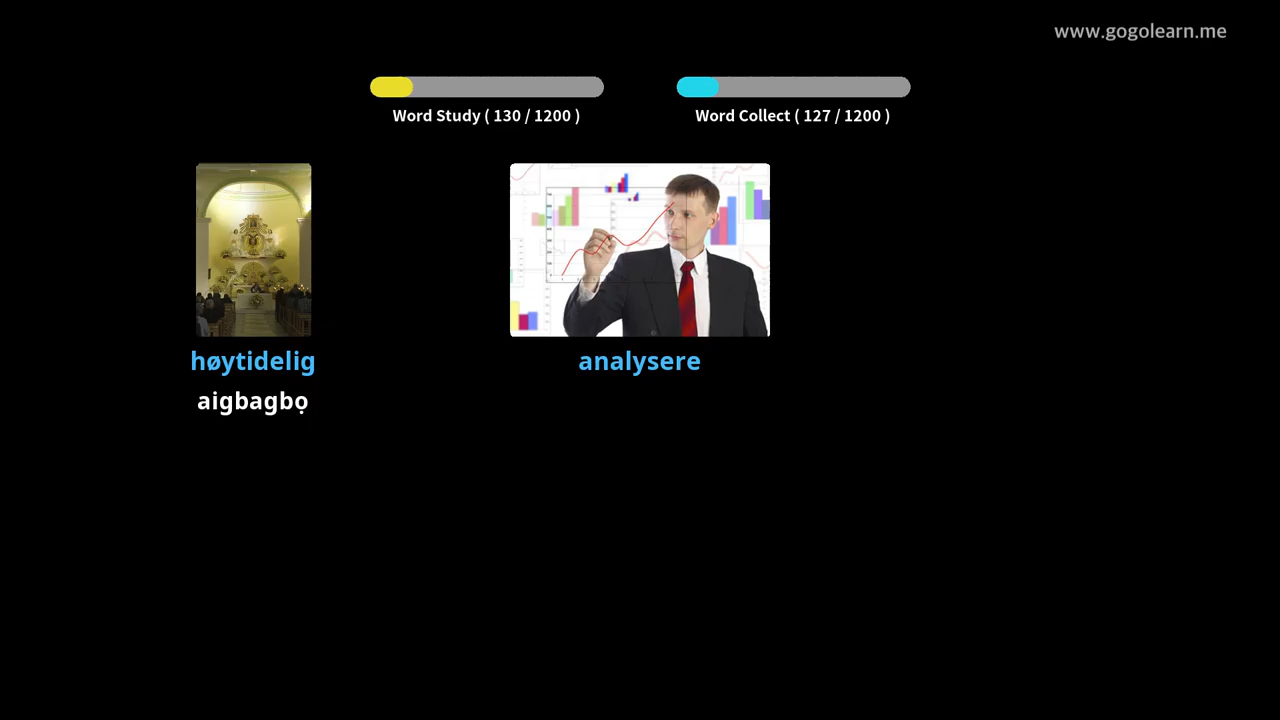 www.gogolearn.me
Word Study ( 130 / 1200 )
Word Collect ( 127 / 1200 )
høytidelig
analysere
aigbagbọ